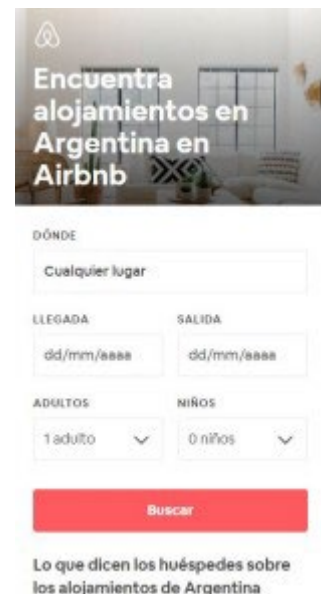 Encuentra
alojamientos en
Argentina en
Airbnb
DÓNDE
Cualquier lugar
LLEGADA SALIDA
dd/mm/aaaa dd/mm/aaaa
ADULTOS NIÑOS
1 adulto 0 niños
Buscar
Lo que dicen los huéspedes sobre
los alojamientos de Argentina